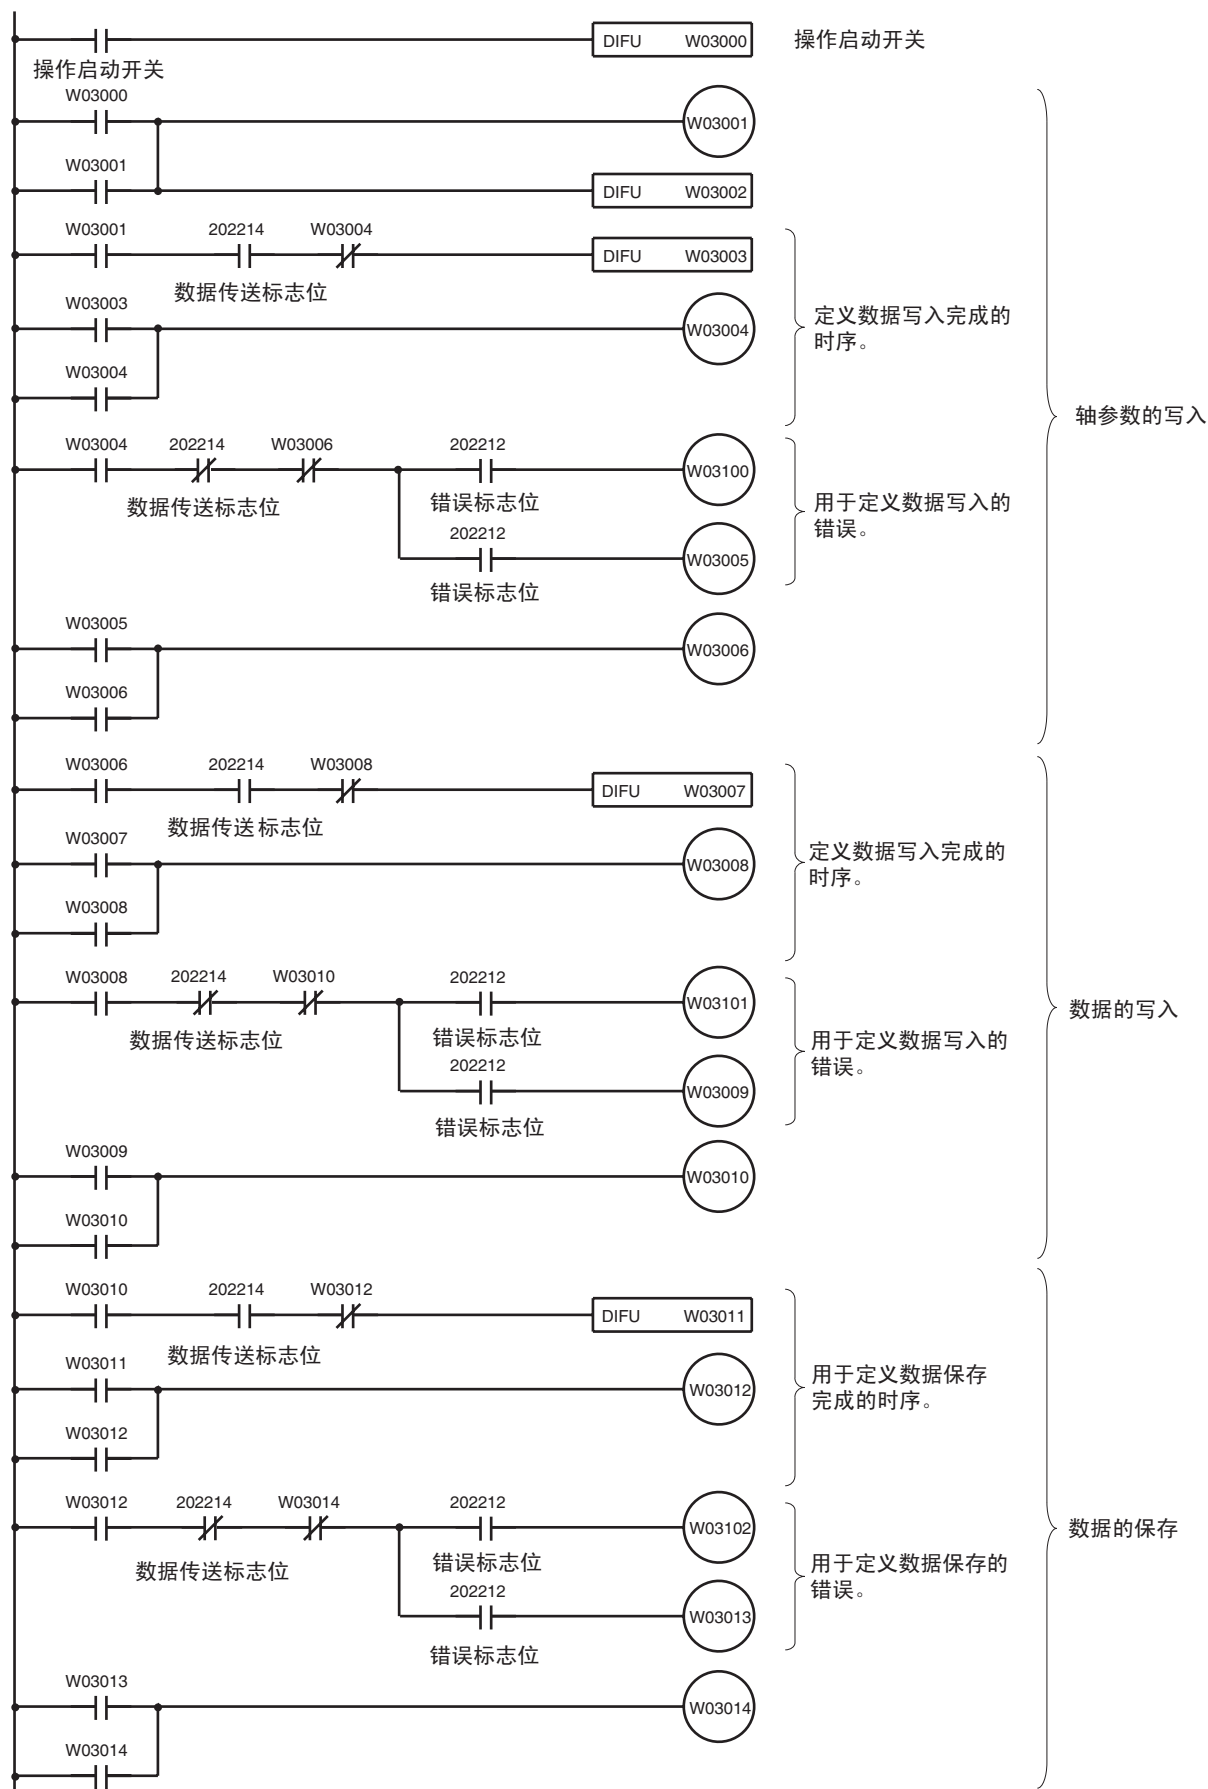 DIFU W03000 操作启动开关
操作启动开关
W03000
W03001
W03001
DIFU W03002
W03001 202214 W03004
DIFU W03003
数据传送标志位
W03003
W03004
定义数据写入完成的
时序。
W03004
轴参数的写入
W03004 202214 W03006 202212
W03100
数据传送标志位 错误标志位
用于定义数据写入的
错误。
202212
W03005
错误标志位
W03005
W03006
W03006
W03006 202214 W03008
DIFU W03007
数据传送标志位
W03007
W03008
定义数据写入完成的
时序。
W03008
W03008 202214 W03010 202212
W03101
数据的写入
数据传送标志位 错误标志位
用于定义数据写入的
错误。
202212
W03009
错误标志位
W03009
W03010
W03010
W03010 202214 W03012
DIFU W03011
数据传送标志位
W03011
W03012
用于定义数据保存
完成的时序。
W03012
W03012 202214 W03014 202212
W03102
数据的保存
数据传送标志位 错误标志位
用于定义数据保存的
错误。
202212
W03013
错误标志位
W03013
W03014
W03014